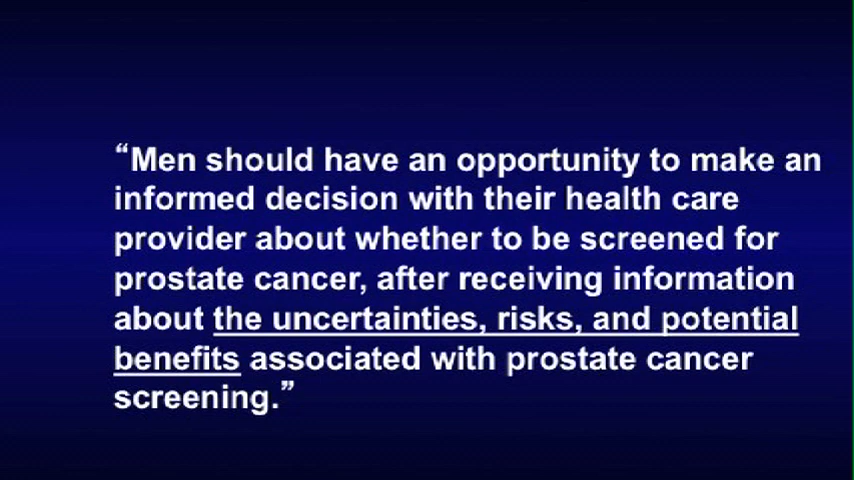 “Men should have an opportunity to make an
informed decision with their health care
provider about whether to be screened for
prostate cancer, after receiving information
about the uncertainties, risks, and potential
benefits associated with prostate cancer
screening.”